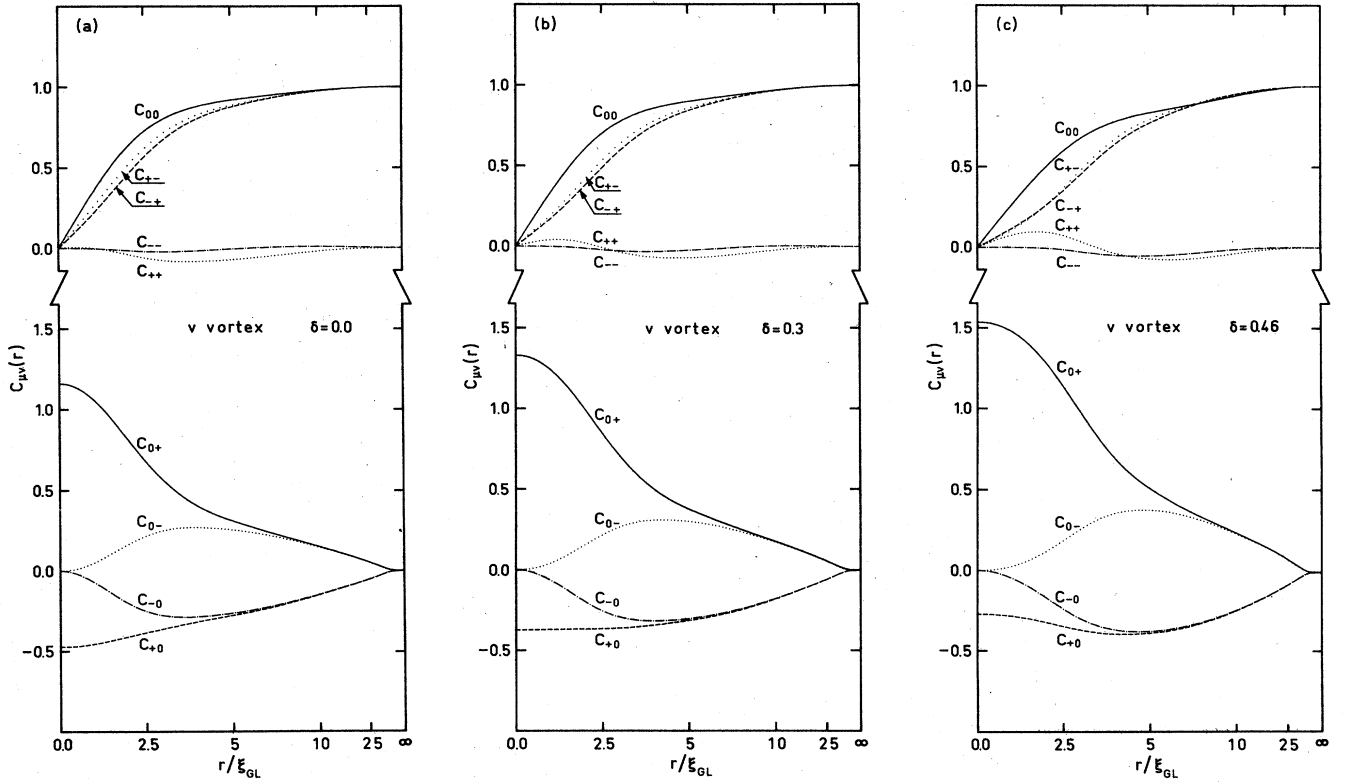 (a)
1.0
0.5
0.0
C₀₀
C₊₋
C₋₊
C₋₋
C₊₊
v vortex δ=0.0
Cμν(r)
1.5
1.0
0.5
0.0
−0.5
C₀₊
C₀₋
C₋₀
C₊₀
0.0 2.5 5 10 25 ∞
r/ξGL
(b)
1.0
0.5
0.0
C₀₀
C₊₋
C₋₊
C₊₊
C₋₋
v vortex δ=0.3
Cμν(r)
1.5
1.0
0.5
0.0
−0.5
C₀₊
C₀₋
C₋₀
C₊₀
0.0 2.5 5 10 25 ∞
r/ξGL
(c)
1.0
0.5
0.0
C₀₀
C₊₋
C₋₊
C₊₊
C₋₋
v vortex δ=0.46
Cμν(r)
1.5
1.0
0.5
0.0
−0.5
C₀₊
C₀₋
C₋₀
C₊₀
0.0 2.5 5 10 25 ∞
r/ξGL